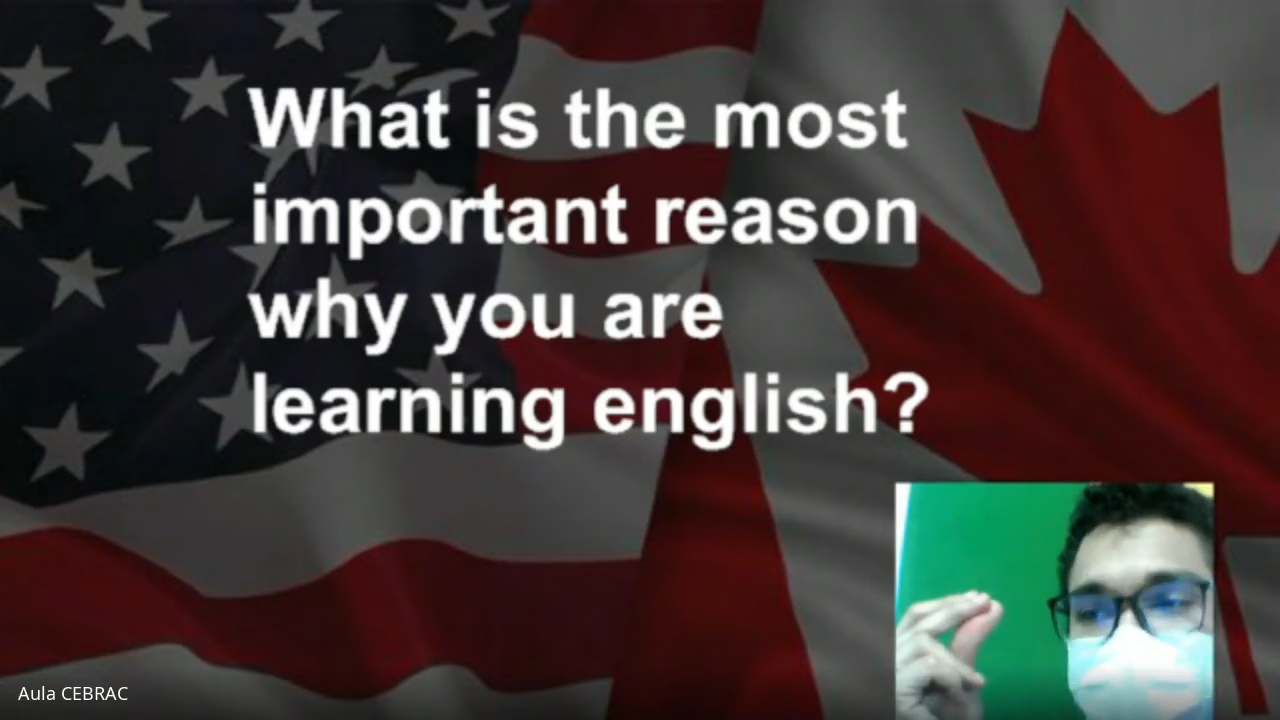 What is the most
important reason
why you are
learning english?
Aula CEBRAC